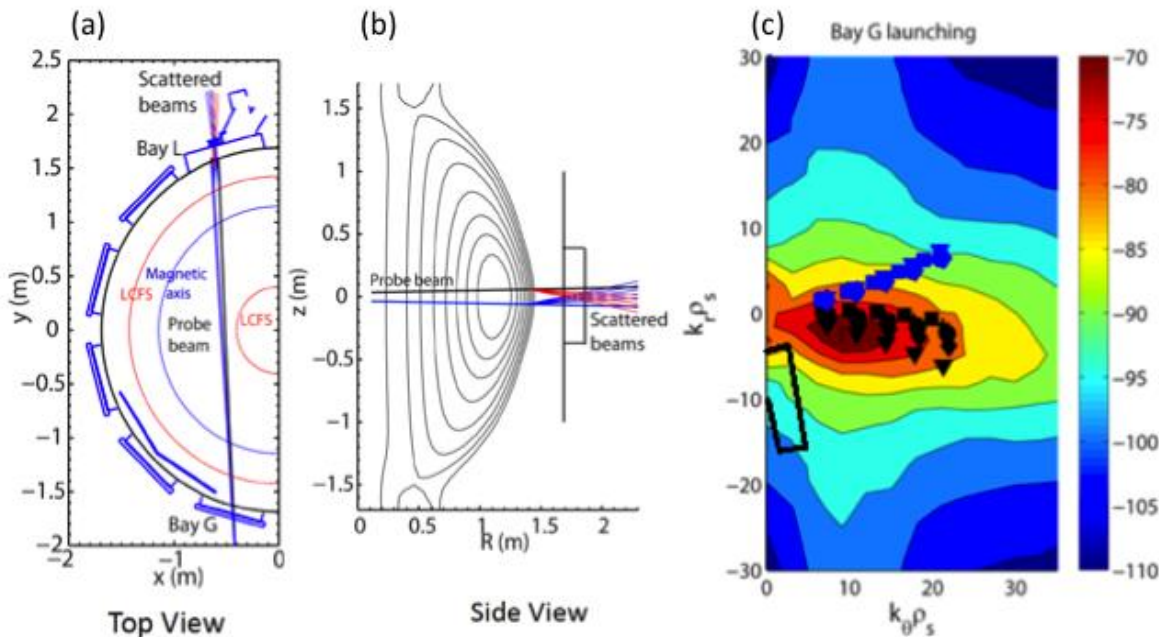 (a)
2.5
2
1.5
1
0.5
0
−0.5
−1
−1.5
−2
y (m)
Scattered
beams
Bay L
Magnetic
axis
LCFS
LCFS
Probe
beam
Bay G
−2
−1
0
x (m)
Top View
(b)
1.5
1
0.5
0
−0.5
−1
−1.5
z (m)
Probe beam
Scattered
beams
0
0.5
1
1.5
2
R (m)
Side View
(c)
Bay G launching
30
20
10
0
−10
−20
−30
krρs
0
10
20
30
kθρs
−70
−75
−80
−85
−90
−95
−100
−105
−110